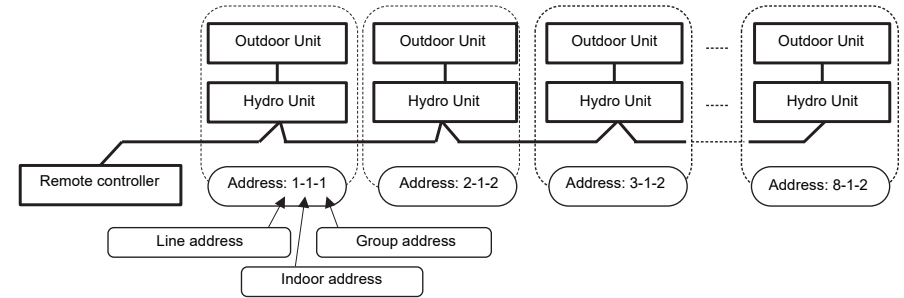 Outdoor Unit
Outdoor Unit
Outdoor Unit
Outdoor Unit
Hydro Unit
Hydro Unit
Hydro Unit
Hydro Unit
Remote controller
Address: 1-1-1
Address: 2-1-2
Address: 3-1-2
Address: 8-1-2
Line address
Group address
Indoor address